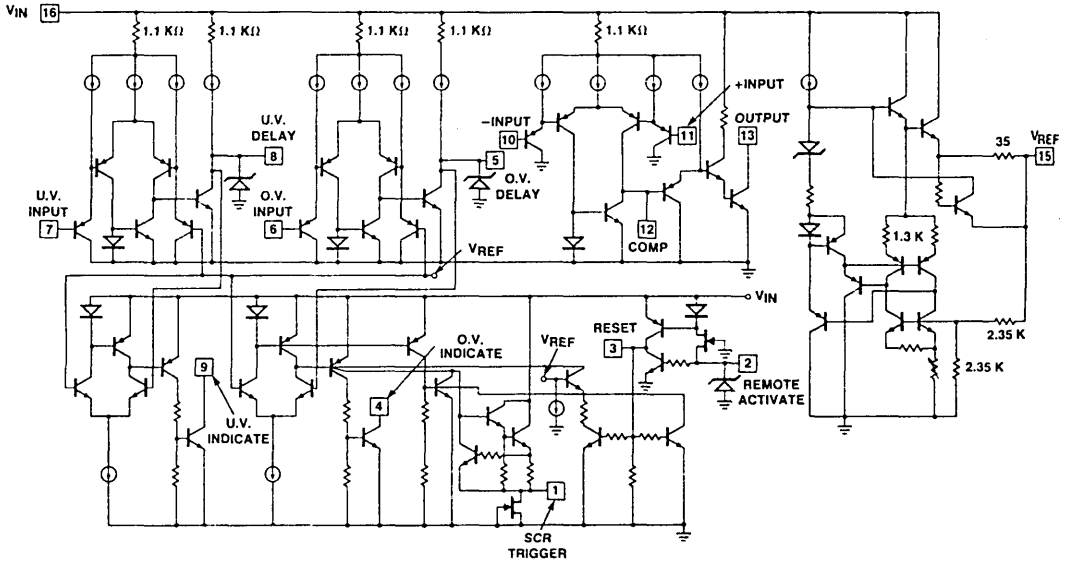 VIN 16
1.1 KΩ
1.1 KΩ
1.1 KΩ
1.1 KΩ
1.1 KΩ
U.V.
DELAY
8
5
O.V.
DELAY
-INPUT
10
+INPUT
11
OUTPUT
13
35
VREF
15
U.V.
INPUT
7
O.V.
INPUT
6
12
COMP
1.3 K
VREF
VIN
2.35 K
2.35 K
RESET
3
2
REMOTE
ACTIVATE
O.V.
INDICATE
4
VREF
9
U.V.
INDICATE
1
SCR
TRIGGER